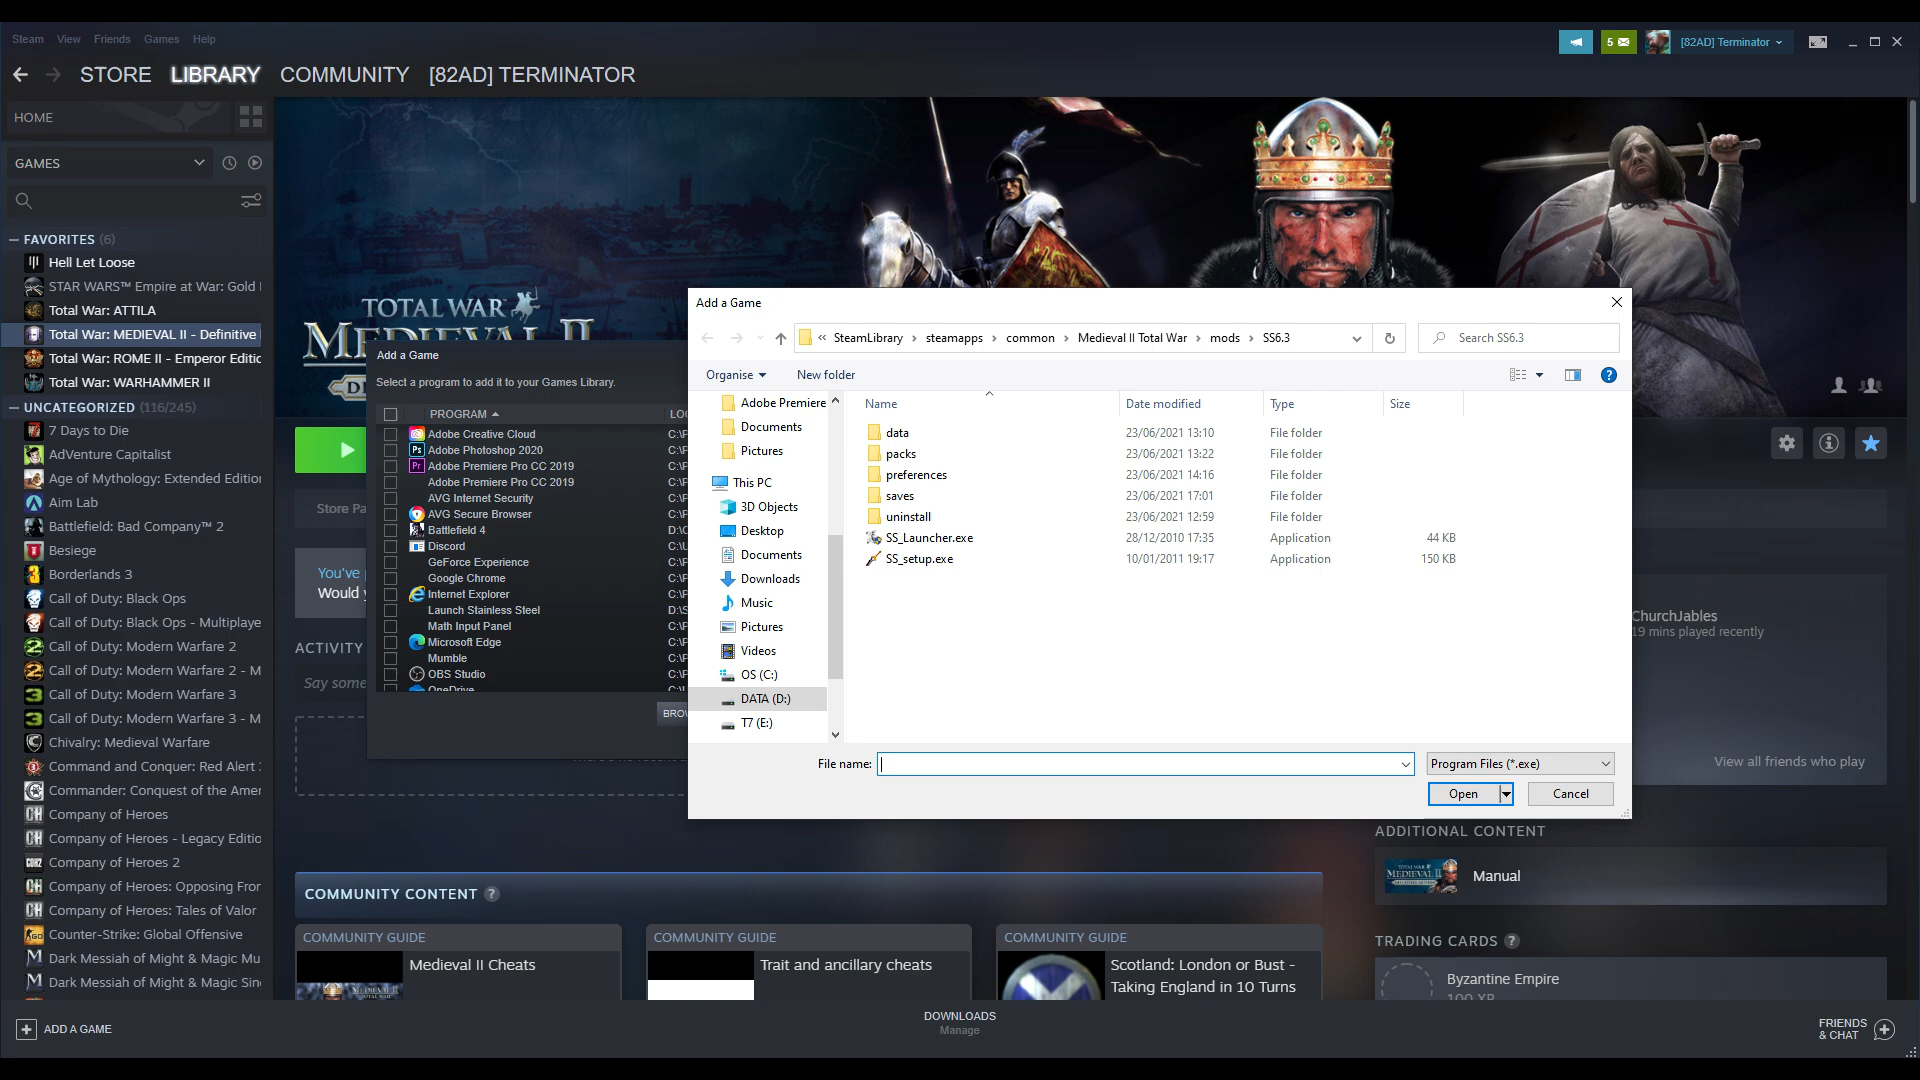 Steam View Friends Games Help
5
[82AD] Terminator
STORE LIBRARY COMMUNITY [82AD] TERMINATOR
HOME
GAMES
— FAVORITES (6)
Hell Let Loose
STAR WARS™ Empire at War: Gold
Total War: ATTILA
Total War: MEDIEVAL II - Definitive
Total War: ROME II - Emperor Editic
Total War: WARHAMMER II
— UNCATEGORIZED (116/245)
7 Days to Die
AdVenture Capitalist
Age of Mythology: Extended Edition
Aim Lab
Battlefield: Bad Company™ 2
Besiege
Borderlands 3
Call of Duty: Black Ops
Call of Duty: Black Ops - Multiplaye
Call of Duty: Modern Warfare 2
Call of Duty: Modern Warfare 2 - M
Call of Duty: Modern Warfare 3
Call of Duty: Modern Warfare 3 - M
Chivalry: Medieval Warfare
Command and Conquer: Red Alert 3
Commander: Conquest of the Amer
Company of Heroes
Company of Heroes - Legacy Editio
Company of Heroes 2
Company of Heroes: Opposing Fron
Company of Heroes: Tales of Valor
Counter-Strike: Global Offensive
Dark Messiah of Might & Magic Mu
Dark Messiah of Might & Magic Sin
TOTAL WAR
MEDIEVAL II
Store Pa
You've
Would y
ACTIVITY
Say some
Add a Game
Select a program to add it to your Games Library.
PROGRAM LOC
Adobe Creative Cloud C:\F
Adobe Photoshop 2020 C:\F
Adobe Premiere Pro CC 2019 C:\F
Adobe Premiere Pro CC 2019 C:\F
AVG Internet Security C:\F
AVG Secure Browser C:\F
Battlefield 4 D:\C
Discord C:\U
GeForce Experience C:\F
Google Chrome C:\F
Internet Explorer C:\F
Launch Stainless Steel D:\S
Math Input Panel C:\F
Microsoft Edge C:\F
Mumble C:\F
OBS Studio C:\F
OneDrive
BROW
Add a Game
« SteamLibrary › steamapps › common › Medieval II Total War › mods › SS6.3
Search SS6.3
Organise New folder
Adobe Premiere
Documents
Pictures
This PC
3D Objects
Desktop
Documents
Downloads
Music
Pictures
Videos
OS (C:)
DATA (D:)
T7 (E:)
Name Date modified Type Size
data 23/06/2021 13:10 File folder
packs 23/06/2021 13:22 File folder
preferences 23/06/2021 14:16 File folder
saves 23/06/2021 17:01 File folder
uninstall 23/06/2021 12:59 File folder
SS_Launcher.exe 28/12/2010 17:35 Application 44 KB
SS_setup.exe 10/01/2011 19:17 Application 150 KB
File name: Program Files (*.exe)
Open Cancel
ChurchJables
19 mins played recently
View all friends who play
ADDITIONAL CONTENT
TOTAL WAR
MEDIEVAL II
Manual
TRADING CARDS ?
Byzantine Empire
100 XP
COMMUNITY CONTENT ?
COMMUNITY GUIDE
Medieval II Cheats
COMMUNITY GUIDE
Trait and ancillary cheats
COMMUNITY GUIDE
Scotland: London or Bust -
Taking England in 10 Turns
ADD A GAME
DOWNLOADS
Manage
FRIENDS
& CHAT